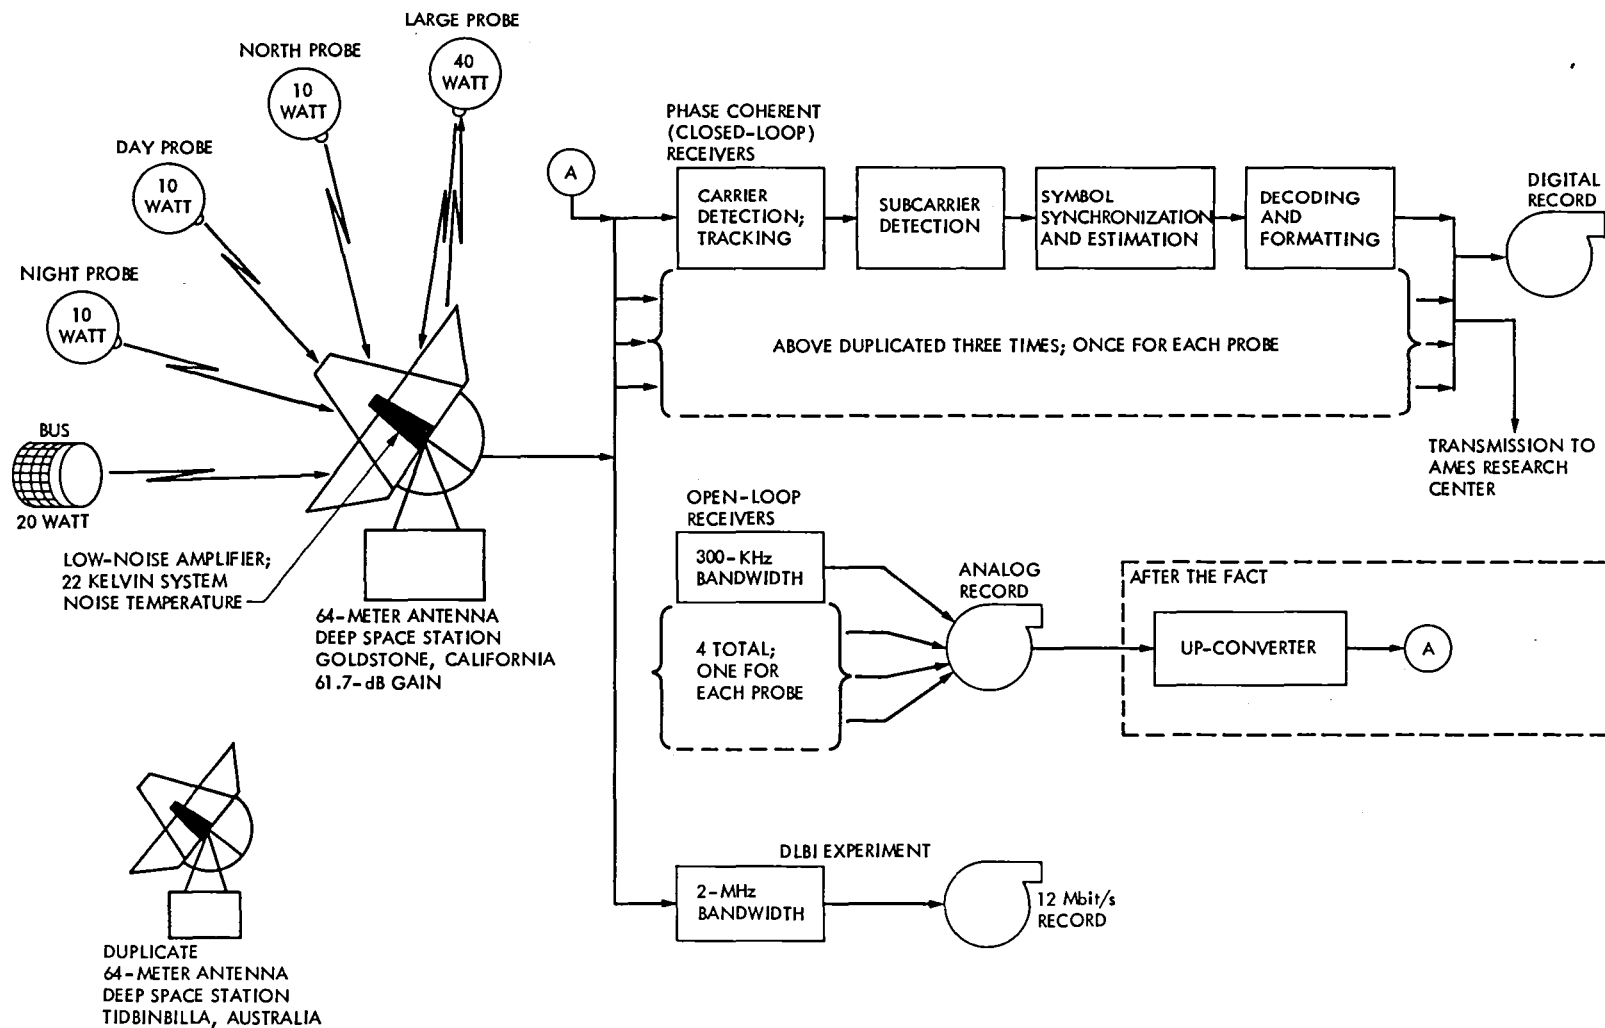 LARGE PROBE
40
WATT
NORTH PROBE
10
WATT
DAY PROBE
10
WATT
NIGHT PROBE
10
WATT
BUS
20 WATT
LOW-NOISE AMPLIFIER;
22 KELVIN SYSTEM
NOISE TEMPERATURE
64-METER ANTENNA
DEEP SPACE STATION
GOLDSTONE, CALIFORNIA
61.7-dB GAIN
DUPLICATE
64-METER ANTENNA
DEEP SPACE STATION
TIDBINBILLA, AUSTRALIA
A
PHASE COHERENT
(CLOSED-LOOP)
RECEIVERS
CARRIER
DETECTION;
TRACKING
SUBCARRIER
DETECTION
SYMBOL
SYNCHRONIZATION
AND ESTIMATION
DECODING
AND
FORMATTING
DIGITAL
RECORD
ABOVE DUPLICATED THREE TIMES; ONCE FOR EACH PROBE
TRANSMISSION TO
AMES RESEARCH
CENTER
OPEN-LOOP
RECEIVERS
300-KHz
BANDWIDTH
4 TOTAL;
ONE FOR
EACH PROBE
ANALOG
RECORD
AFTER THE FACT
UP-CONVERTER
A
DLBI EXPERIMENT
2-MHz
BANDWIDTH
12 Mbit/s
RECORD